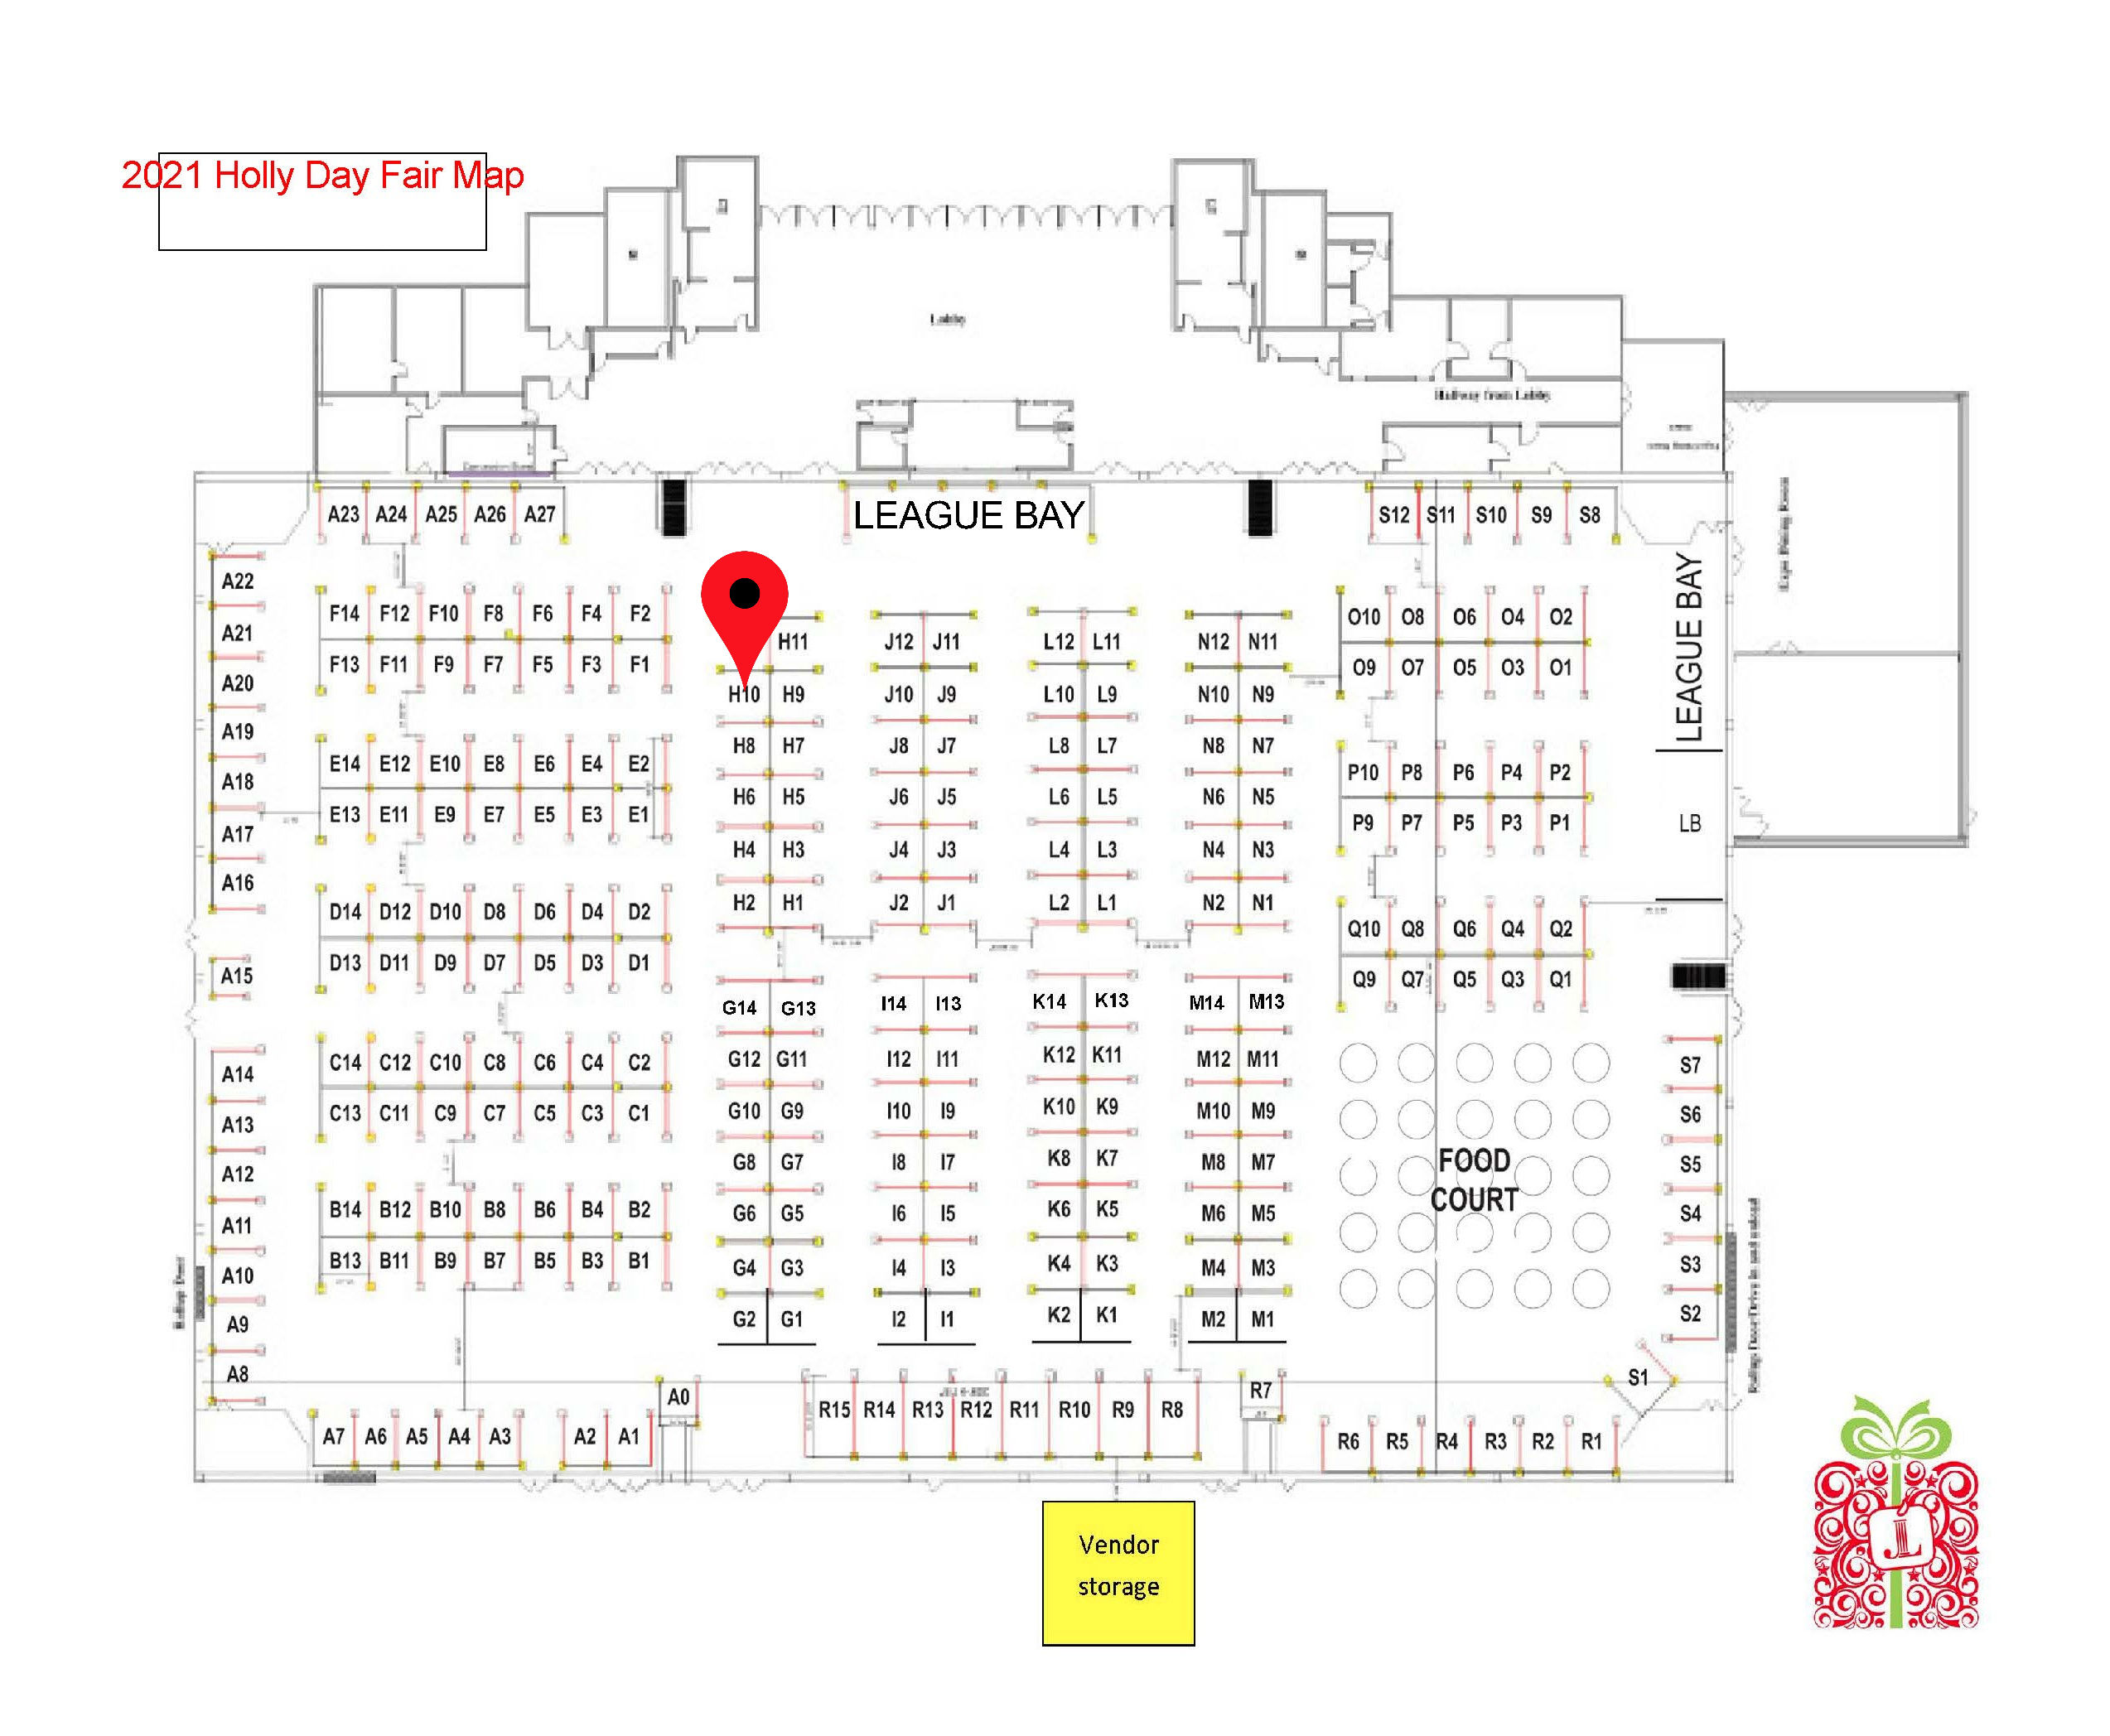 2021 Holly Day Fair Map
Lobby
Hallway from Lobby
LEAGUE BAY
A23 A24 A25 A26 A27
S12 S11 S10 S9 S8
A22
A21
A20
A19
A18
A17
A16
A15
A14
A13
A12
A11
A10
A9
A8
F14 F12 F10 F8 F6 F4 F2
F13 F11 F9 F7 F5 F3 F1
E14 E12 E10 E8 E6 E4 E2
E13 E11 E9 E7 E5 E3 E1
D14 D12 D10 D8 D6 D4 D2
D13 D11 D9 D7 D5 D3 D1
C14 C12 C10 C8 C6 C4 C2
C13 C11 C9 C7 C5 C3 C1
B14 B12 B10 B8 B6 B4 B2
B13 B11 B9 B7 B5 B3 B1
H11 J12 J11 L12 L11 N12 N11
H10 H9 J10 J9 L10 L9 N10 N9
H8 H7 J8 J7 L8 L7 N8 N7
H6 H5 J6 J5 L6 L5 N6 N5
H4 H3 J4 J3 L4 L3 N4 N3
H2 H1 J2 J1 L2 L1 N2 N1
G14 G13 I14 I13 K14 K13 M14 M13
G12 G11 I12 I11 K12 K11 M12 M11
G10 G9 I10 I9 K10 K9 M10 M9
G8 G7 I8 I7 K8 K7 M8 M7
G6 G5 I6 I5 K6 K5 M6 M5
G4 G3 I4 I3 K4 K3 M4 M3
G2 G1 I2 I1 K2 K1 M2 M1
O10 O8 O6 O4 O2
O9 O7 O5 O3 O1
P10 P8 P6 P4 P2
P9 P7 P5 P3 P1
Q10 Q8 Q6 Q4 Q2
Q9 Q7 Q5 Q3 Q1
LEAGUE BAY
LB
FOOD
COURT
S7
S6
S5
S4
S3
S2
S1
A7 A6 A5 A4 A3 A2 A1
A0
R15 R14 R13 R12 R11 R10 R9 R8
R7
R6 R5 R4 R3 R2 R1
Vendor
storage
JL